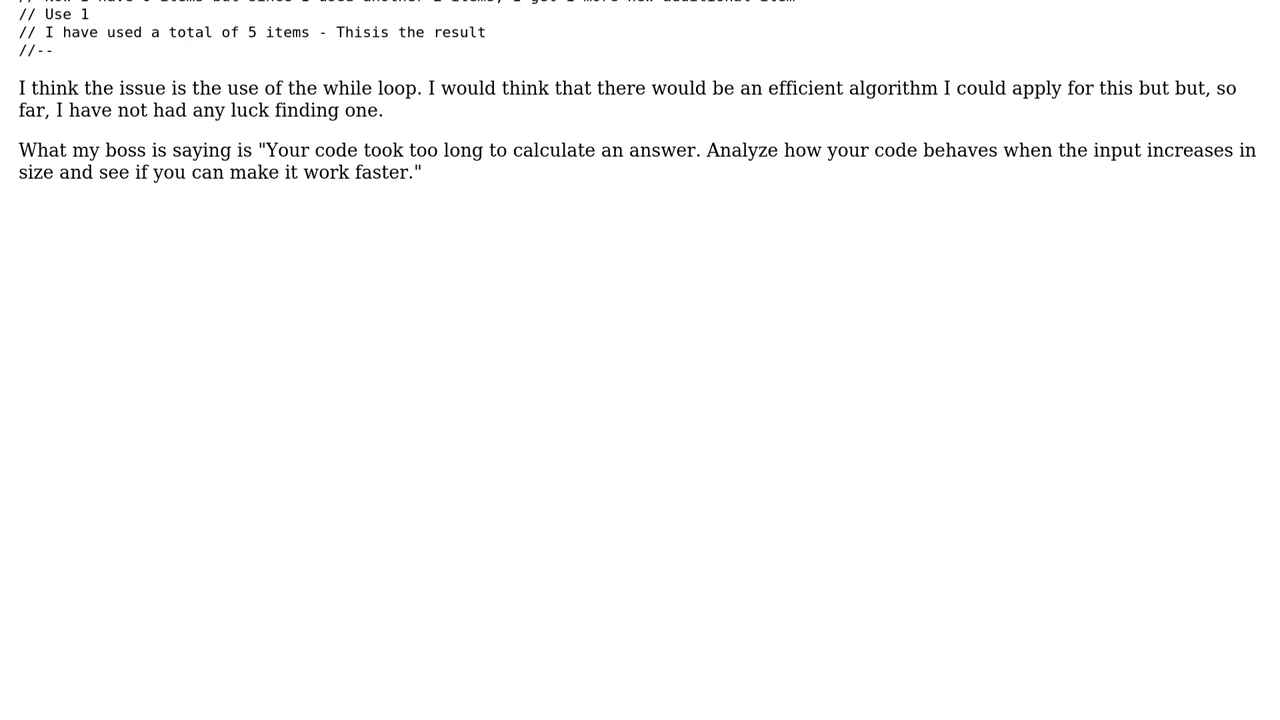 // Use 1
// I have used a total of 5 items - Thisis the result
//--
I think the issue is the use of the while loop. I would think that there would be an efficient algorithm I could apply for this but but, so
far, I have not had any luck finding one.
What my boss is saying is "Your code took too long to calculate an answer. Analyze how your code behaves when the input increases in
size and see if you can make it work faster."